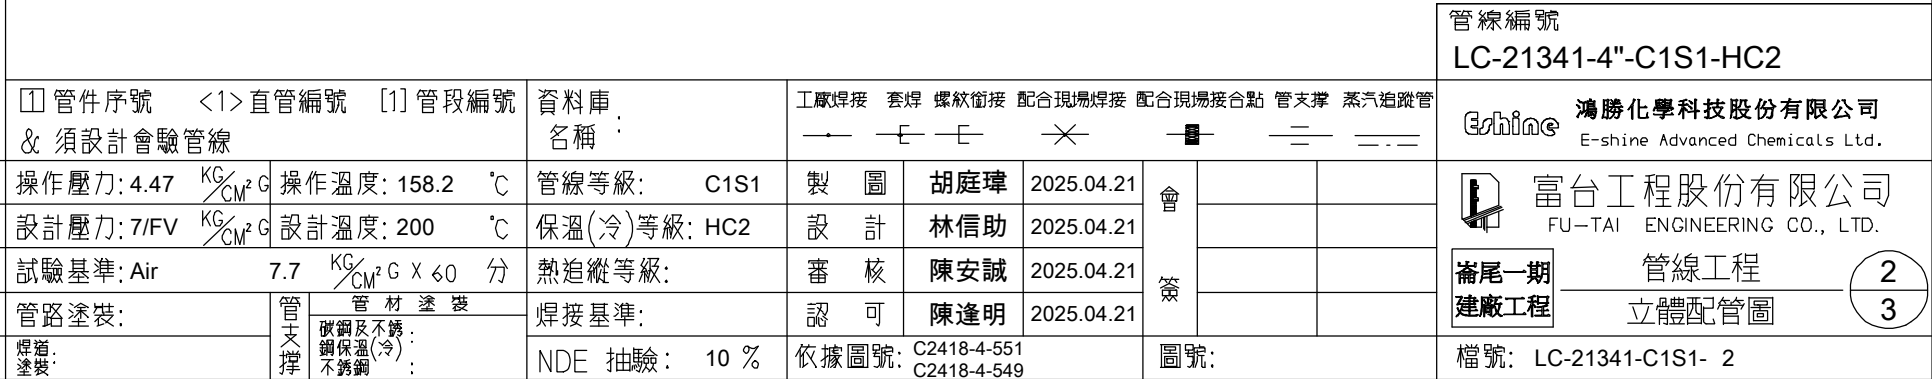 管線編號
LC-21341-4"-C1S1-HC2
1 管件序號 <1>直管編號 [1]管段編號
& 須設計會驗管線
資料庫名稱:
工廠焊接 套焊 螺紋銜接 配合現場焊接 配合現場接合點 管支撐 蒸汽追蹤管
Eshine 鴻勝化學科技股份有限公司
E-shine Advanced Chemicals Ltd.
操作壓力: 4.47 KG/CM² G 操作溫度: 158.2 °C 管線等級: C1S1 製圖 胡庭瑋 2025.04.21 會簽
設計壓力: 7/FV KG/CM² G 設計溫度: 200 °C 保溫(冷)等級: HC2 設計 林信助 2025.04.21
富台工程股份有限公司
FU-TAI ENGINEERING CO., LTD.
試驗基準: Air 7.7 KG/CM² G X 60 分 熱追縱等級: 審核 陳安誠 2025.04.21
管路塗裝: 管支撐 管材塗裝 焊接基準: 認可 陳逢明 2025.04.21
崙尾一期
建廠工程
管線工程
立體配管圖
2
3
碳鋼及不銹:
鋼保溫(冷)
不銹鋼 :
焊道:
塗裝:
NDE 抽驗: 10 % 依據圖號: C2418-4-551
C2418-4-549
圖號: 檔號: LC-21341-C1S1- 2